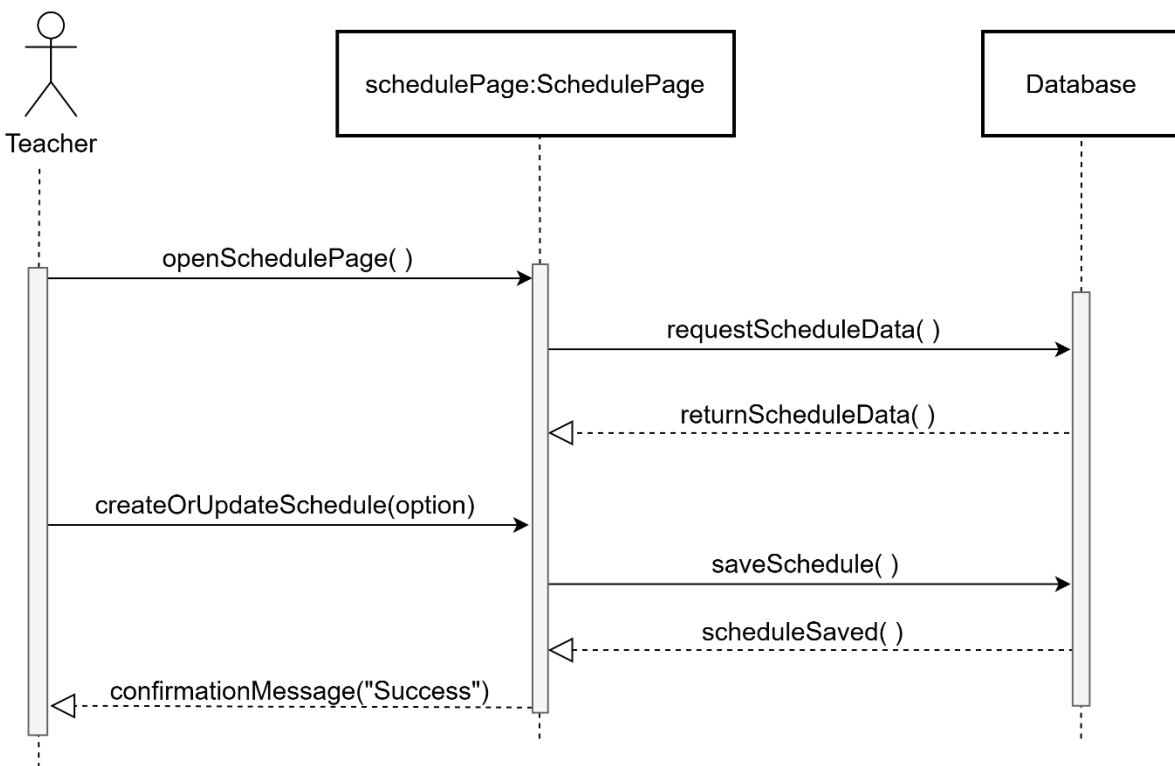 schedulePage:SchedulePage
Database
Teacher
openSchedulePage( )
requestScheduleData( )
returnScheduleData( )
createOrUpdateSchedule(option)
saveSchedule( )
scheduleSaved( )
confirmationMessage("Success")